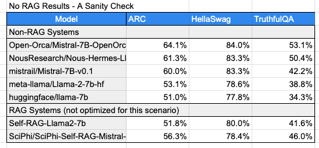 No RAG Results - A Sanity Check
Model ARC HellaSwag TruthfulQA
Non-RAG Systems
Open-Orca/Mistral-7B-OpenOrc 64.1% 84.0% 53.1%
NousResearch/Nous-Hermes-Ll 61.3% 83.3% 50.4%
mistrail/Mistral-7B-v0.1 60.0% 83.3% 42.2%
meta-llama/Llama-2-7b-hf 53.1% 78.6% 38.8%
huggingface/llama-7b 51.0% 77.8% 34.3%
RAG Systems (not optimized for this scenario)
Self-RAG-Llama2-7b 51.8% 80.0% 41.6%
SciPhi/SciPhi-Self-RAG-Mistral- 56.3% 78.4% 46.0%